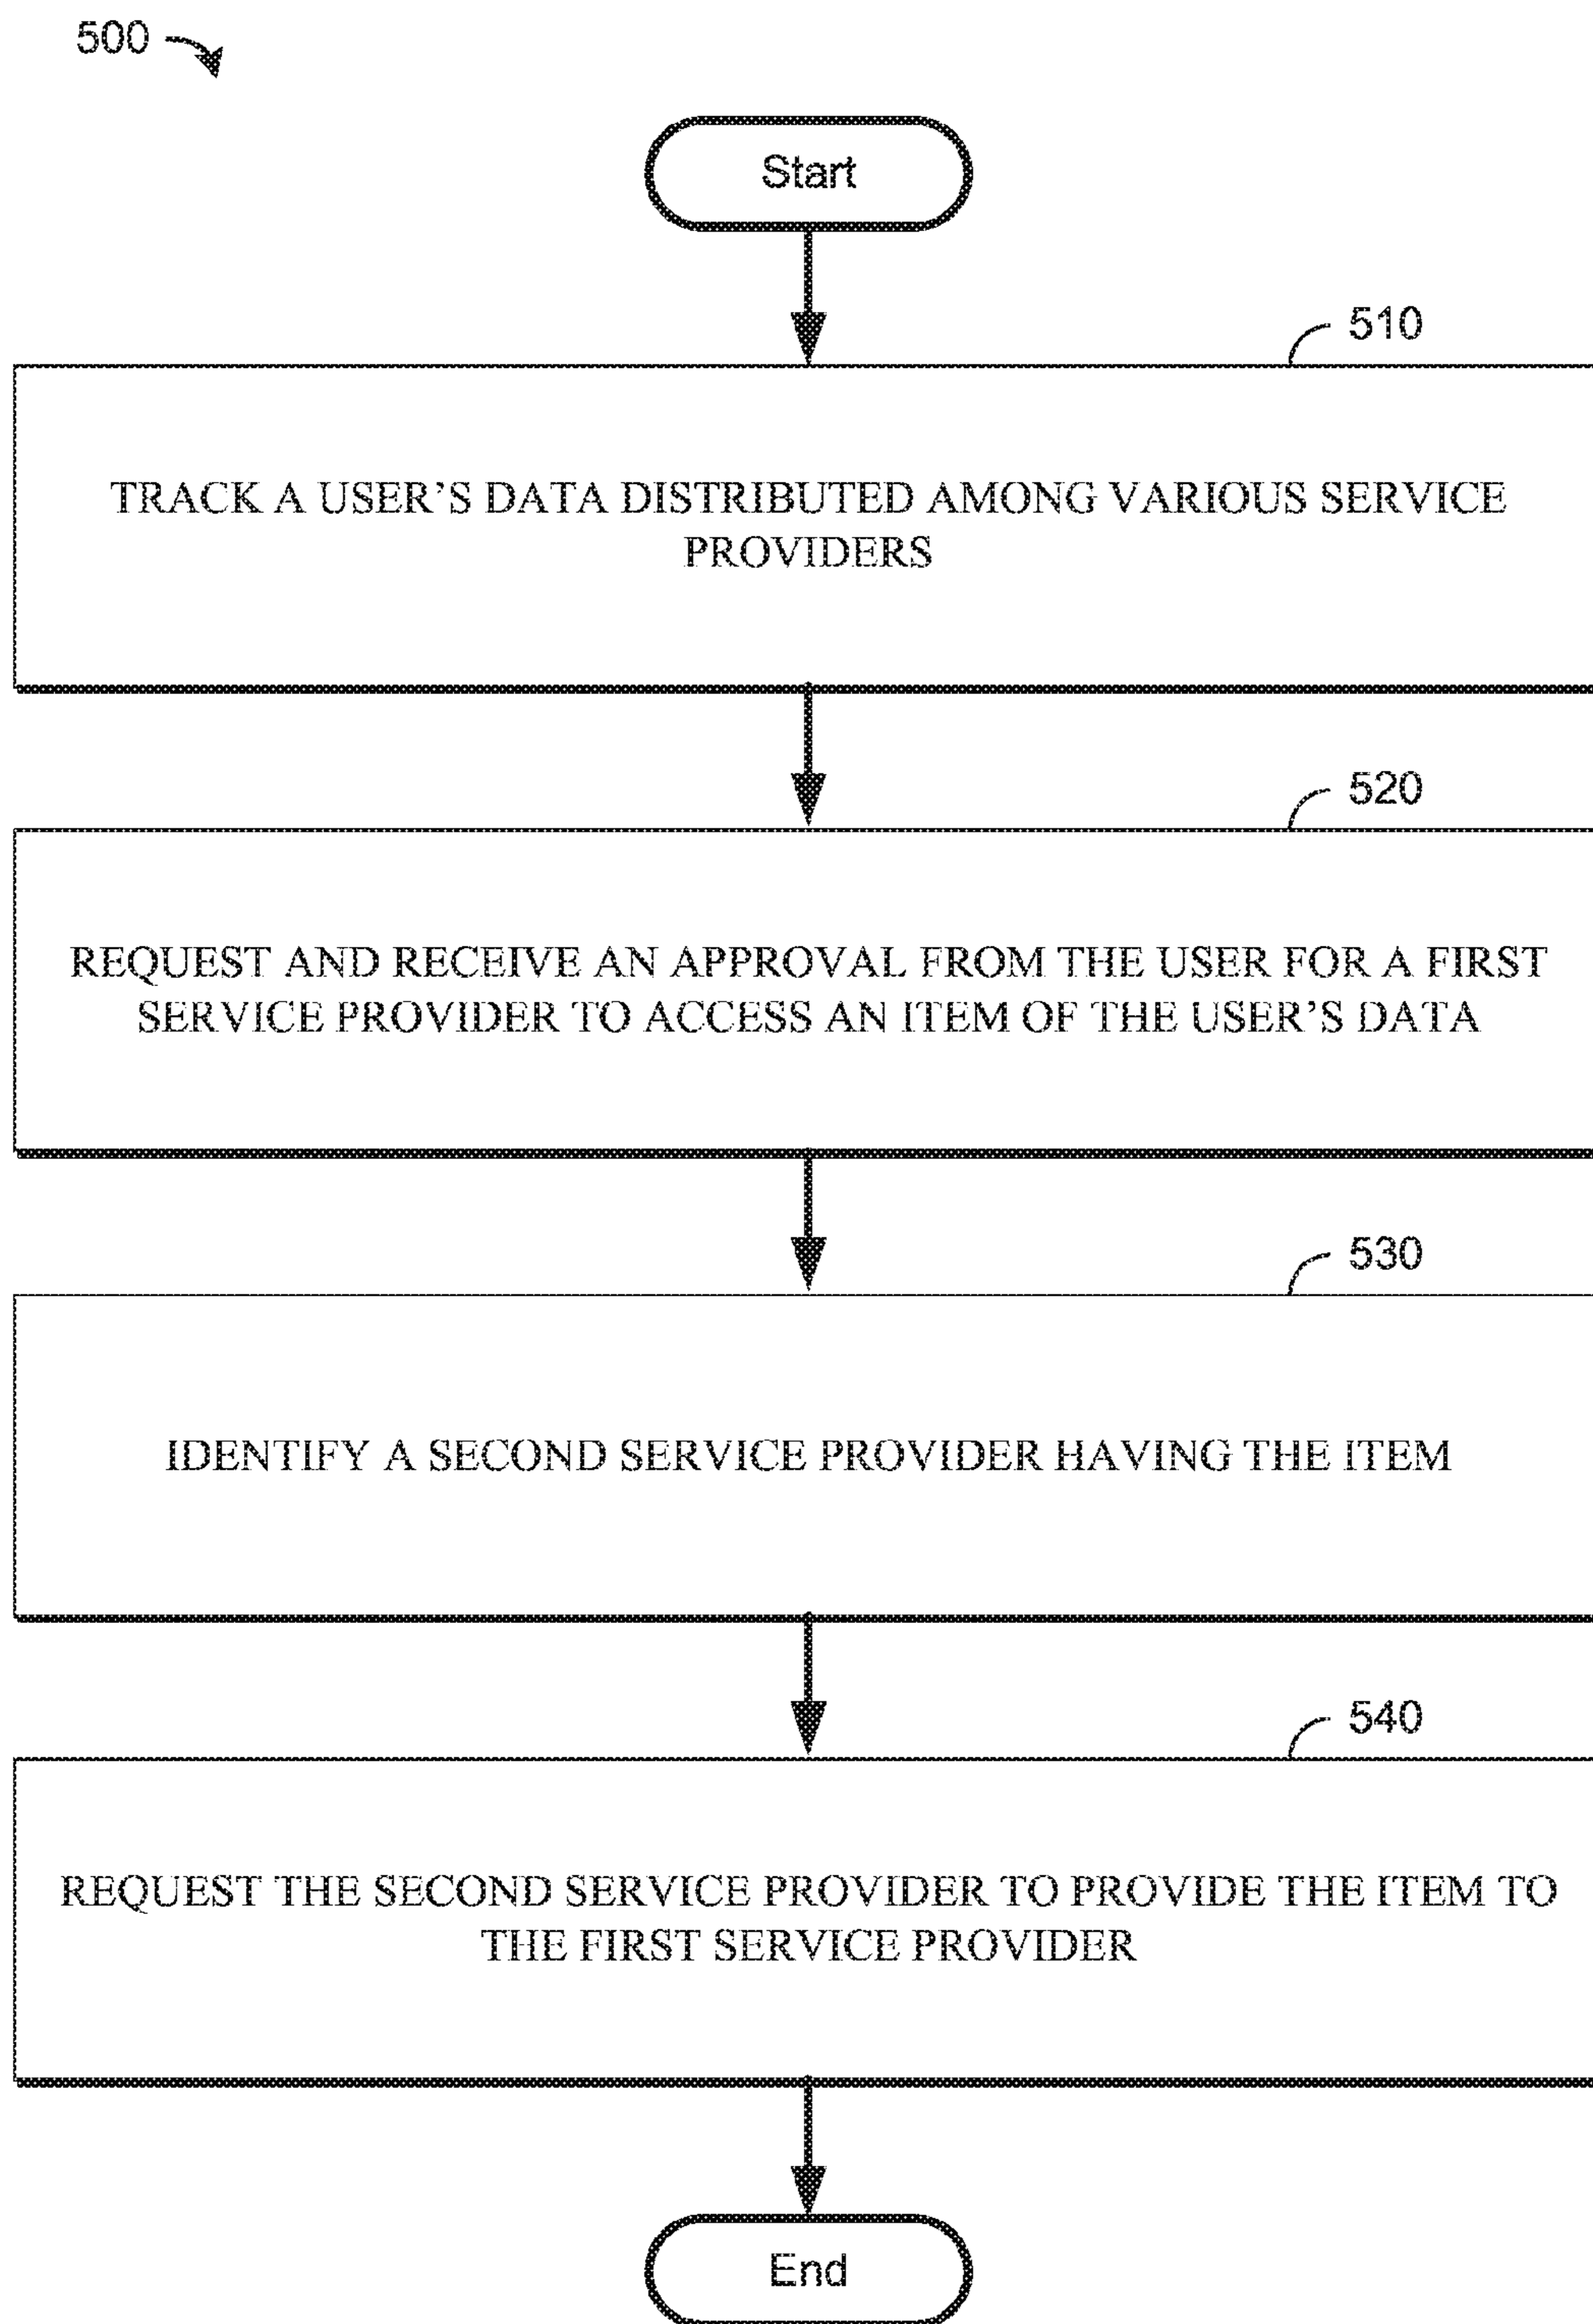 500
Start
510
TRACK A USER’S DATA DISTRIBUTED AMONG VARIOUS SERVICE
PROVIDERS
520
REQUEST AND RECEIVE AN APPROVAL FROM THE USER FOR A FIRST
SERVICE PROVIDER TO ACCESS AN ITEM OF THE USER’S DATA
530
IDENTIFY A SECOND SERVICE PROVIDER HAVING THE ITEM
540
REQUEST THE SECOND SERVICE PROVIDER TO PROVIDE THE ITEM TO
THE FIRST SERVICE PROVIDER
End